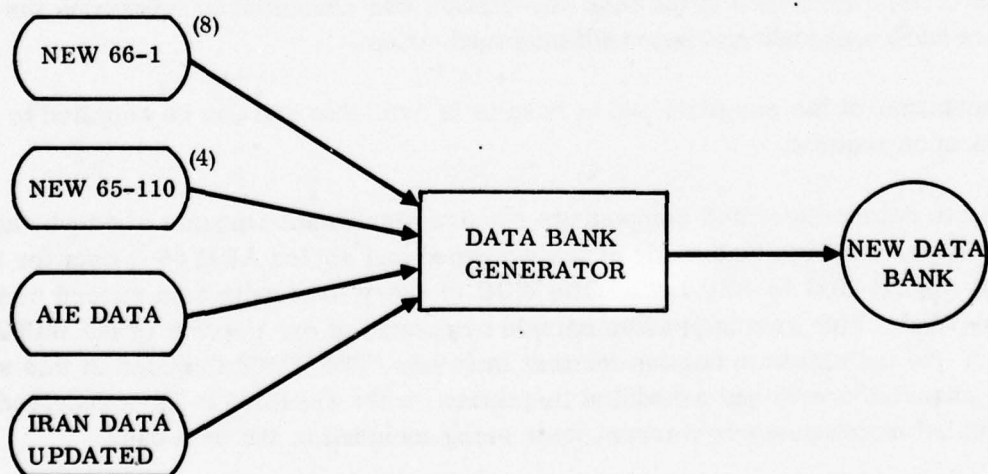 (8)
NEW 66-1
(4)
NEW 65-110
AIE DATA
IRAN DATA
UPDATED
DATA BANK
GENERATOR
NEW DATA
BANK